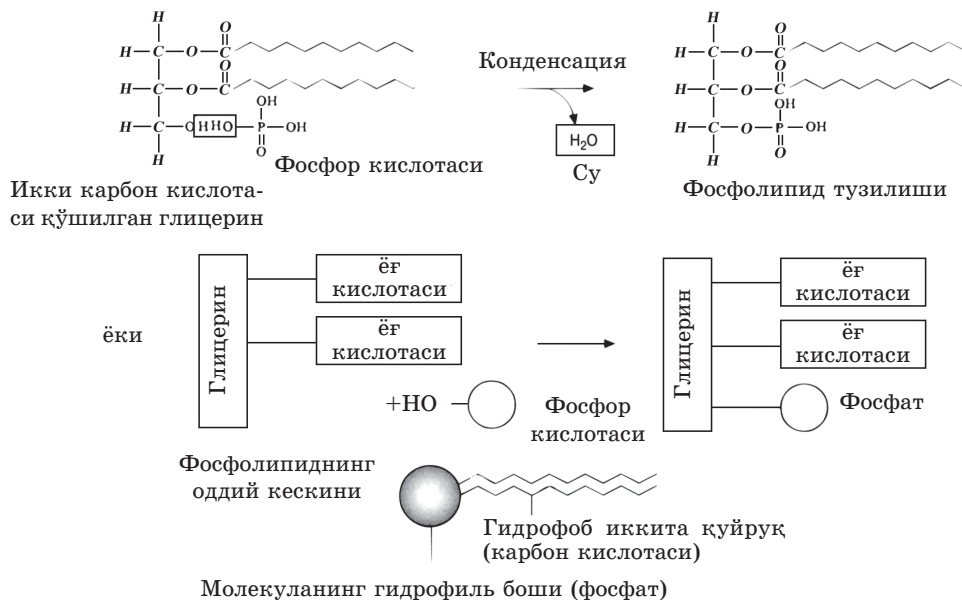 H
O
H
O
H—C—O—C
O
O
H—C—O—C
H—C—O—C
O
O
H—C—O—C
Конденсация
OH
OH
H—C—OHHO—P—OH
O
H
H—C—O—P—OH
O
H
H₂O
Су
Фосфор кислотаси
Икки карбон кислота-
си қўшилган глицерин
Фосфолипид тузилиши
ёки
Глицерин
ёғ
кислотаси
ёғ
кислотаси
+HO
Фосфор
кислотаси
Глицерин
ёғ
кислотаси
ёғ
кислотаси
Фосфат
Фосфолипиднинг
оддий кескини
Гидрофоб иккита қуйруқ
(карбон кислотаси)
Молекуланинг гидрофиль боши (фосфат)